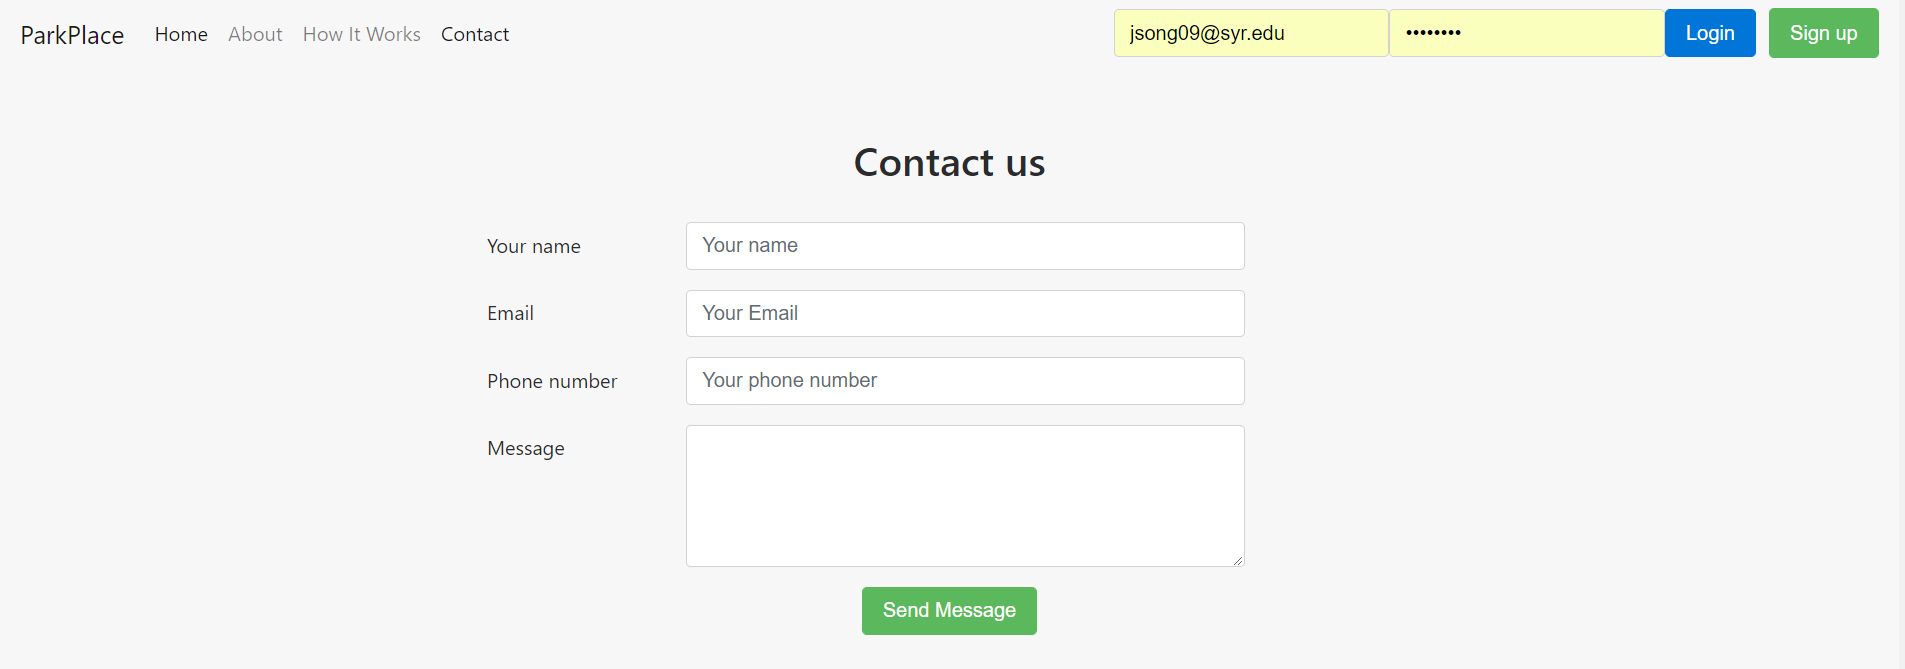 ParkPlace Home About How It Works Contact jsong09@syr.edu •••••••• Login Sign up
Contact us
Your name Your name
Email Your Email
Phone number Your phone number
Message
Send Message